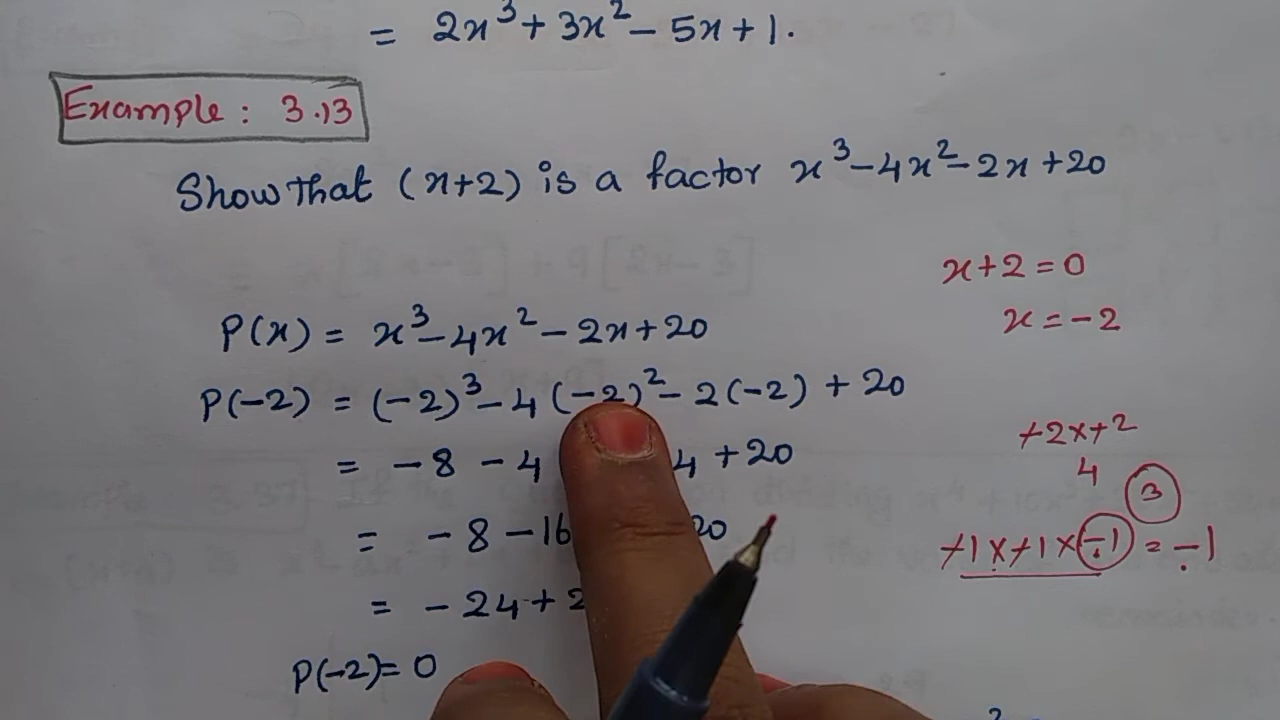 = 2x³ + 3x² - 5x + 1.
Example: 3.13
Show that (x+2) is a factor x³ - 4x² - 2x + 20
x + 2 = 0
x = -2
P(x) = x³ - 4x² - 2x + 20
P(-2) = (-2)³ - 4(-2)² - 2(-2) + 20
= -8 - 4 4 + 20
= -8 - 16 20
= -24 + 2
P(-2) = 0
+2x+2
4
3
+1 x +1 x -1 = -1